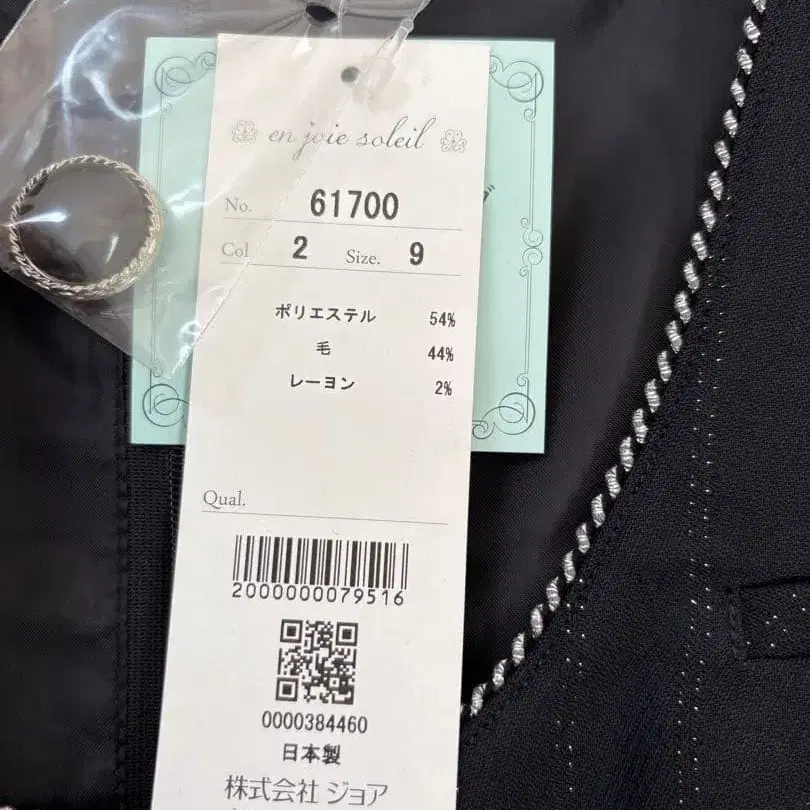 en joie soleil
No. 61700
Col. 2 Size. 9
ポリエステル 54%
毛 44%
レーヨン 2%
Qual.
2000000079516
0000384460
日本製
株式会社 ジョア